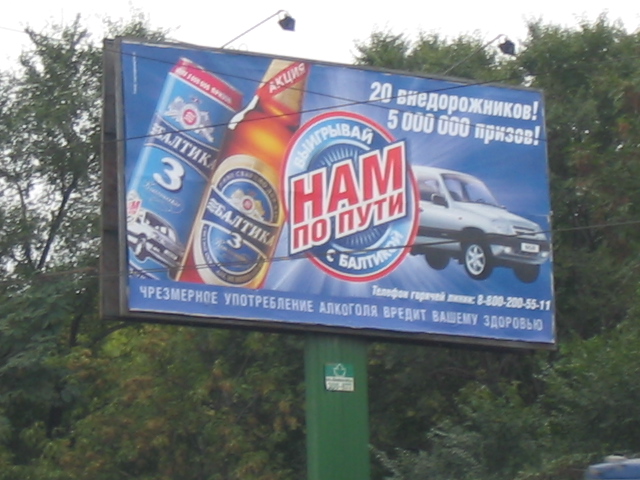 АКЦИЯ
20 внедорожников!
5 000 000 призов!
ВЫИГРЫВАЙ
НАМ
ПО ПУТИ
С БАЛТИКОЙ
БАЛТИКА
3
БАЛТИКА
3
Телефон горячей линии: 8-800-200-55-11
ЧРЕЗМЕРНОЕ УПОТРЕБЛЕНИЕ АЛКОГОЛЯ ВРЕДИТ ВАШЕМУ ЗДОРОВЬЮ